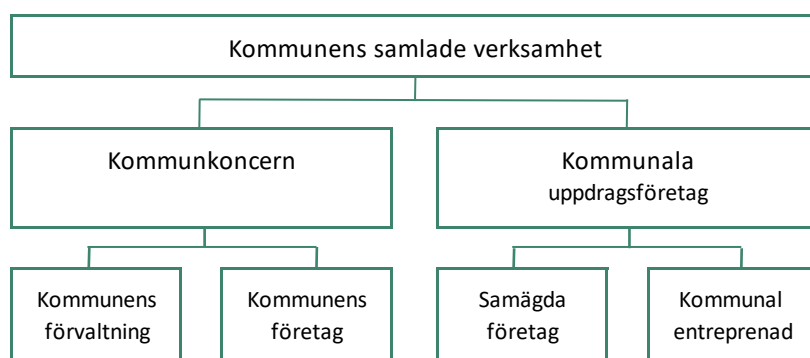 Kommunens samlade verksamhet
Kommunkoncern
Kommunala
uppdragsföretag
Kommunens
förvaltning
Kommunens
företag
Samägda
företag
Kommunal
entreprenad